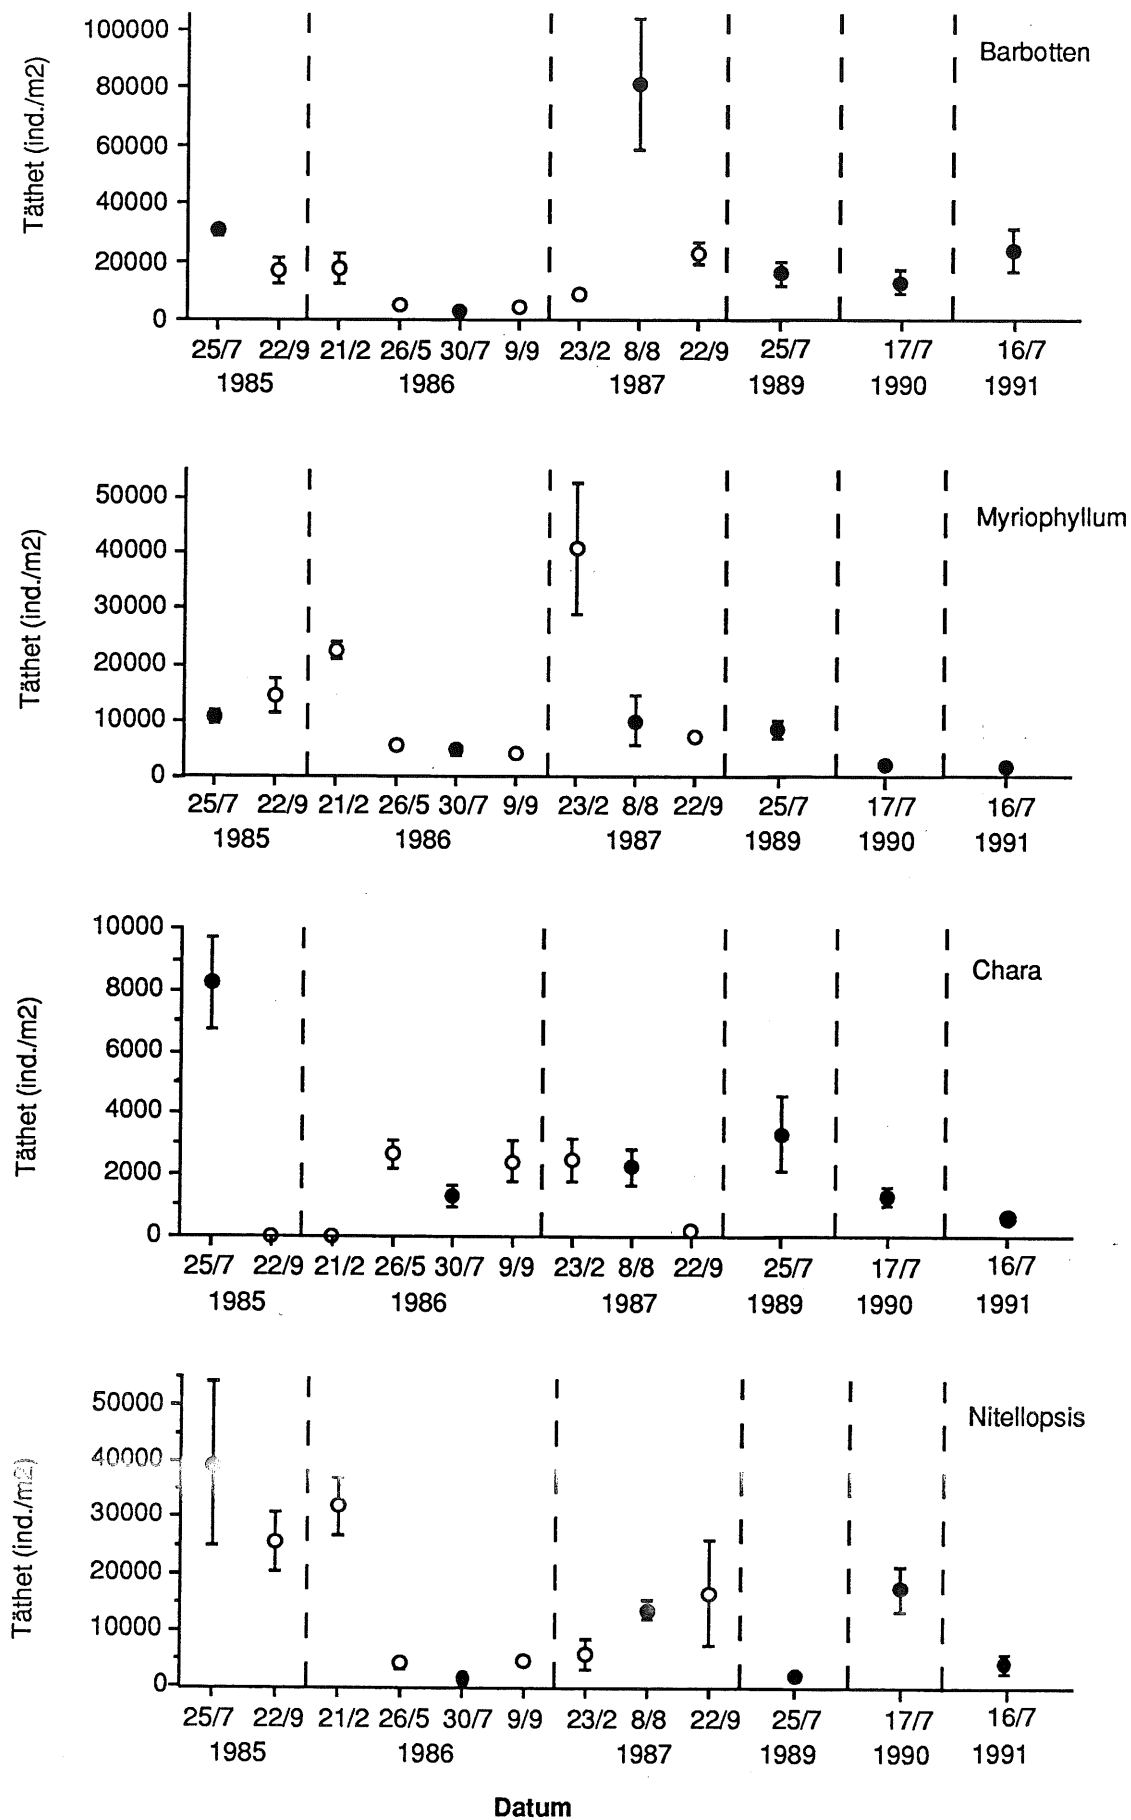 Barbotten
Täthet (ind./m2)
100000
80000
60000
40000
20000
0
25/7 22/9 21/2 26/5 30/7 9/9 23/2 8/8 22/9 25/7 17/7 16/7
1985 1986 1987 1989 1990 1991
Myriophyllum
Täthet (ind./m2)
50000
40000
30000
20000
10000
0
25/7 22/9 21/2 26/5 30/7 9/9 23/2 8/8 22/9 25/7 17/7 16/7
1985 1986 1987 1989 1990 1991
Chara
Täthet (ind./m2)
10000
8000
6000
4000
2000
0
25/7 22/9 21/2 26/5 30/7 9/9 23/2 8/8 22/9 25/7 17/7 16/7
1985 1986 1987 1989 1990 1991
Nitellopsis
Täthet (ind./m2)
50000
40000
30000
20000
10000
0
25/7 22/9 21/2 26/5 30/7 9/9 23/2 8/8 22/9 25/7 17/7 16/7
1985 1986 1987 1989 1990 1991
Datum